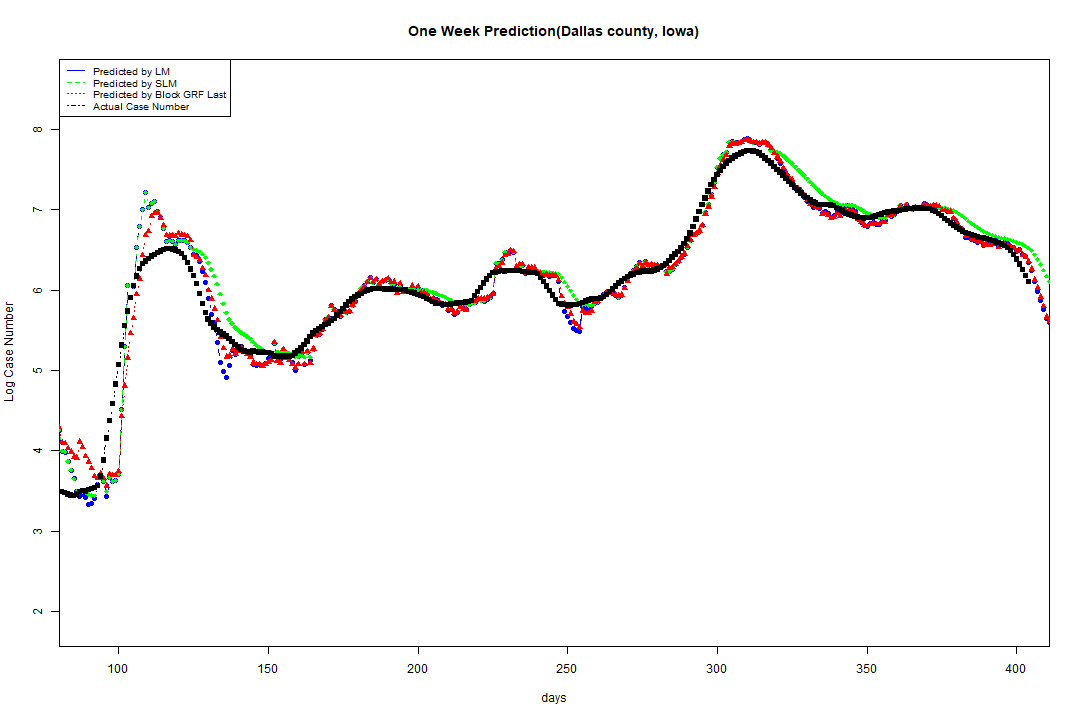 One Week Prediction(Dallas county, Iowa)
Predicted by LM
Predicted by SLM
Predicted by Block GRF Last
Actual Case Number
8
7
6
5
4
3
2
Log Case Number
100 150 200 250 300 350 400
days